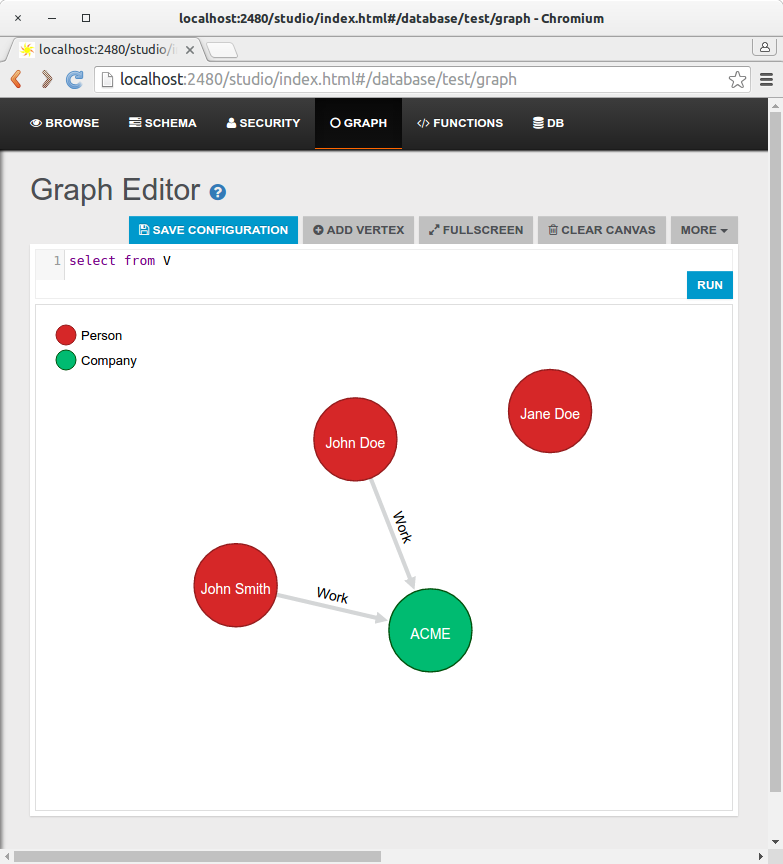 localhost:2480/studio/index.html#/database/test/graph - Chromium
localhost:2480/studio/i
localhost:2480/studio/index.html#/database/test/graph
BROWSE SCHEMA SECURITY GRAPH FUNCTIONS DB
Graph Editor ?
SAVE CONFIGURATION ADD VERTEX FULLSCREEN CLEAR CANVAS MORE
1 select from V
RUN
Person
Company
Jane Doe
John Doe
Work
John Smith
Work
ACME